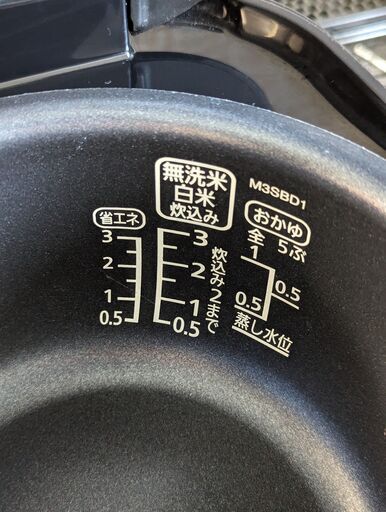 M3SBD1
無洗米
白米
炊込み
省エネ
3
2
1
0.5
3
2
1
0.5
炊込み2まで
おかゆ
全 5ぶ
1
0.5
0.5
蒸し水位